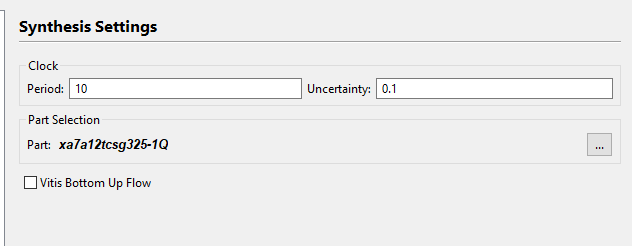 Synthesis Settings
Clock
Period: 10 Uncertainty: 0.1
Part Selection
Part: xa7a12tcsg325-1Q ...
Vitis Bottom Up Flow